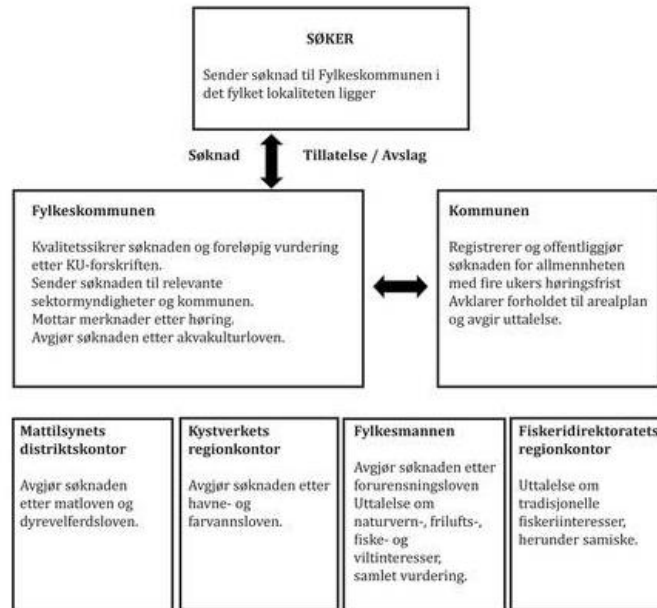 SØKER
Sender søknad til Fylkeskommunen i
det fylket lokaliteten ligger
Søknad
Tillatelse / Avslag
Fylkeskommunen
Kvalitetssikrer søknaden og foreløpig vurdering
etter KU-forskriften.
Sender søknaden til relevante
sektormyndigheter og kommunen.
Mottar merknader etter høring.
Avgjør søknaden etter akvakulturloven.
Kommunen
Registrerer og offentliggjør
søknaden for allmennheten
med fire ukers høringsfrist
Avklarer forholdet til arealplan
og avgir uttalelse.
Mattilsynets
distriktskontor
Avgjør søknaden
etter matloven og
dyrevelferdsloven.
Kystverkets
regionkontor
Avgjør søknaden etter
havne- og
farvannsloven.
Fylkesmannen
Avgjør søknaden etter
forurensningsloven
Uttalelse om
naturvern-, frilufts-,
fiske- og
viltinteresser,
samlet vurdering.
Fiskeridirektoratets
regionkontor
Uttalelse om
tradisjonelle
fiskeriinteresser,
herunder samiske.